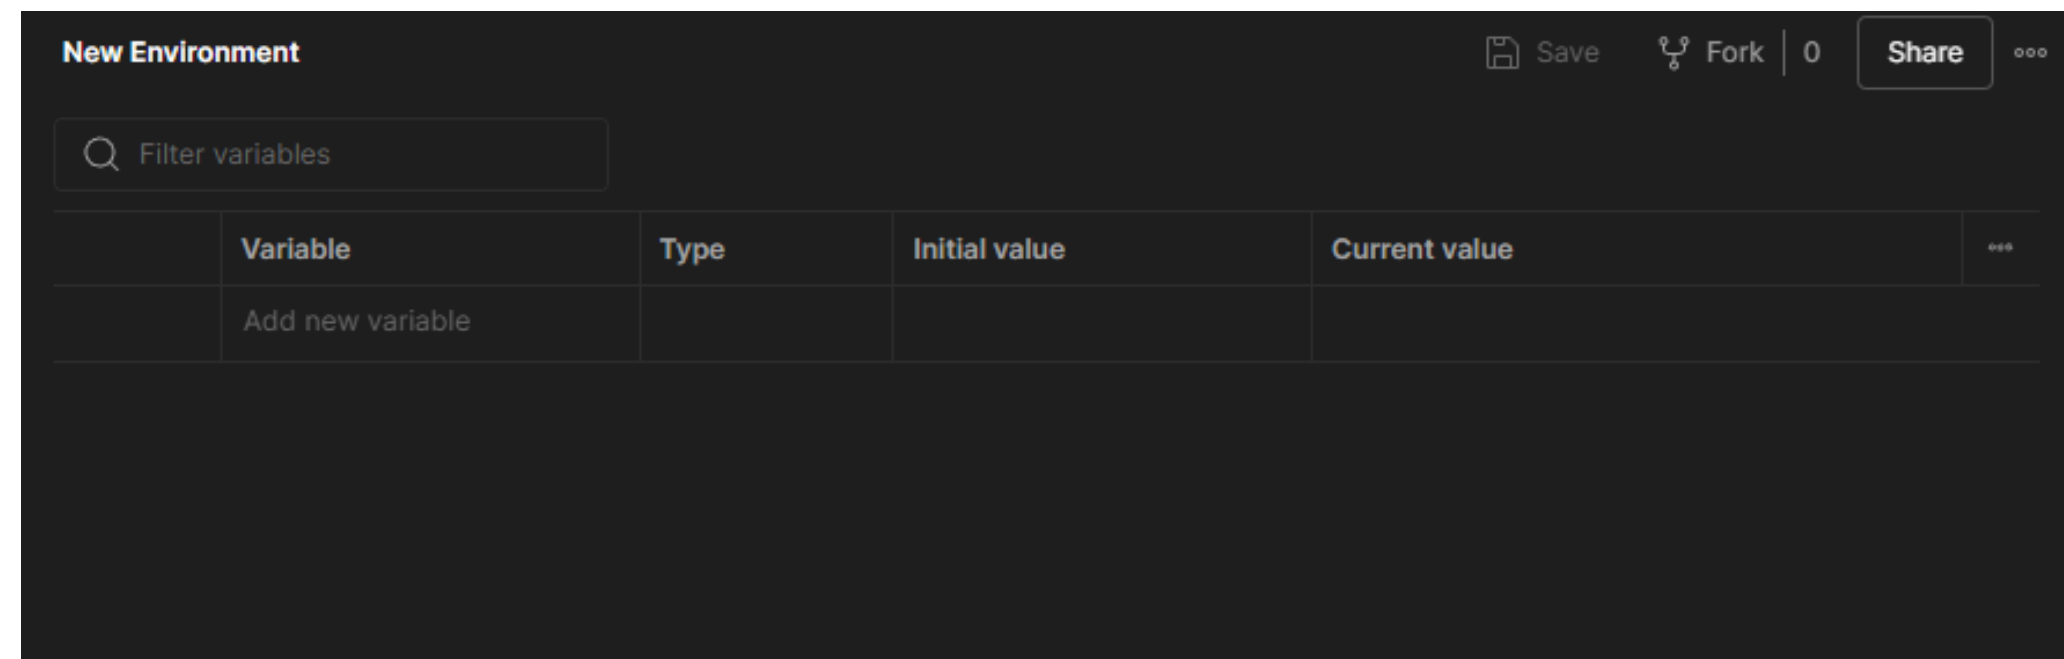 New Environment Save Fork 0 Share
Filter variables
Variable Type Initial value Current value
Add new variable